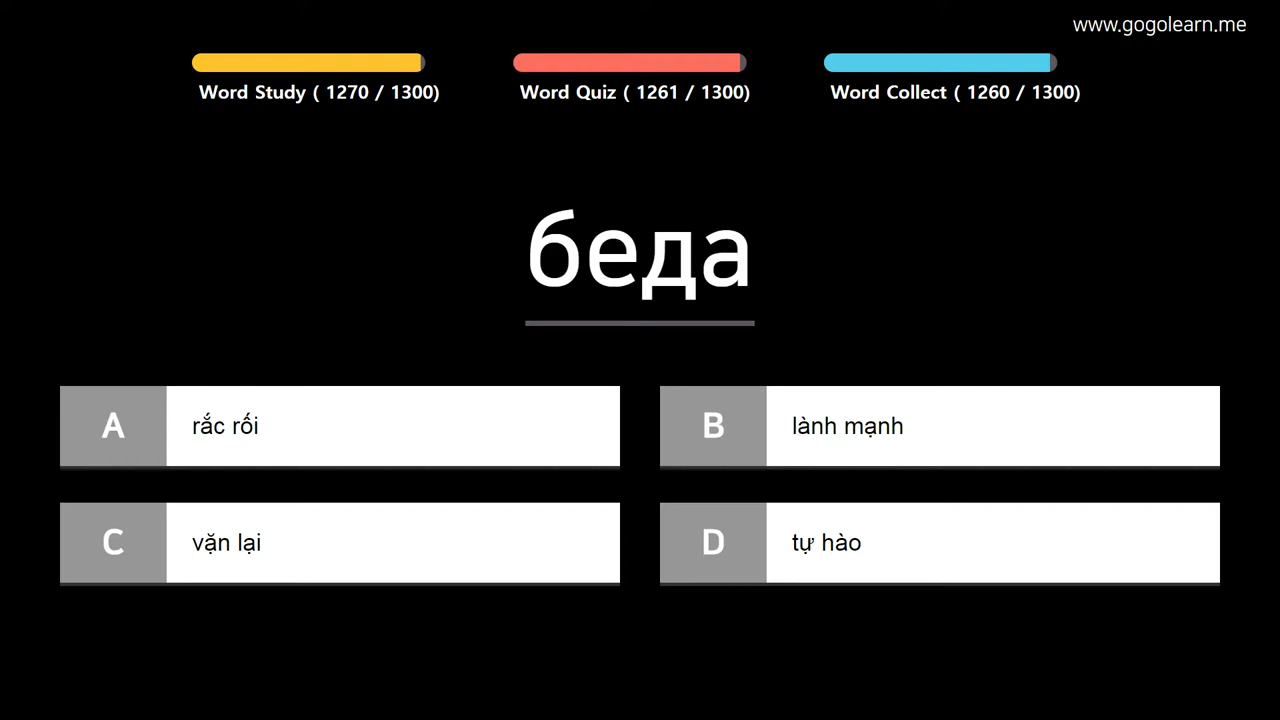 www.gogolearn.me
Word Study ( 1270 / 1300)
Word Quiz ( 1261 / 1300)
Word Collect ( 1260 / 1300)
беда
A rắc rối
B lành mạnh
C vặn lại
D tự hào